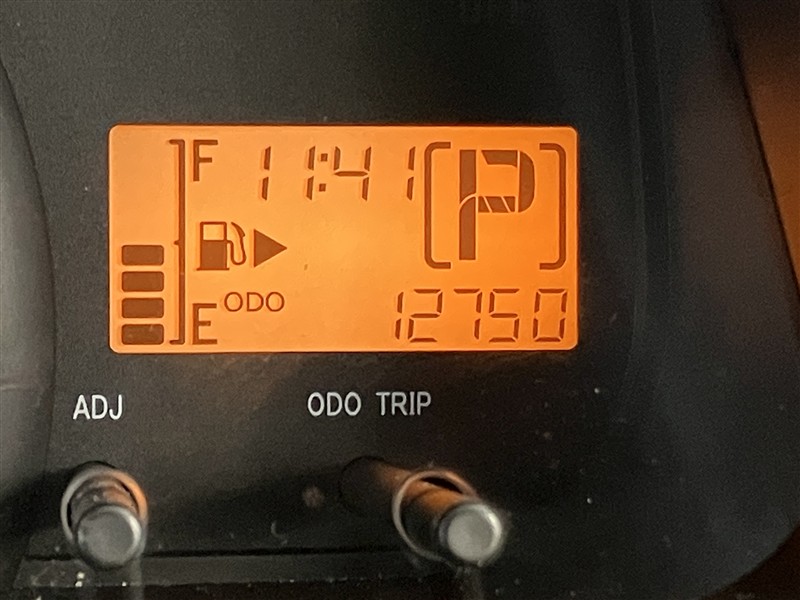 F 11:41 [P]
ODO
E 12750
ADJ ODO TRIP